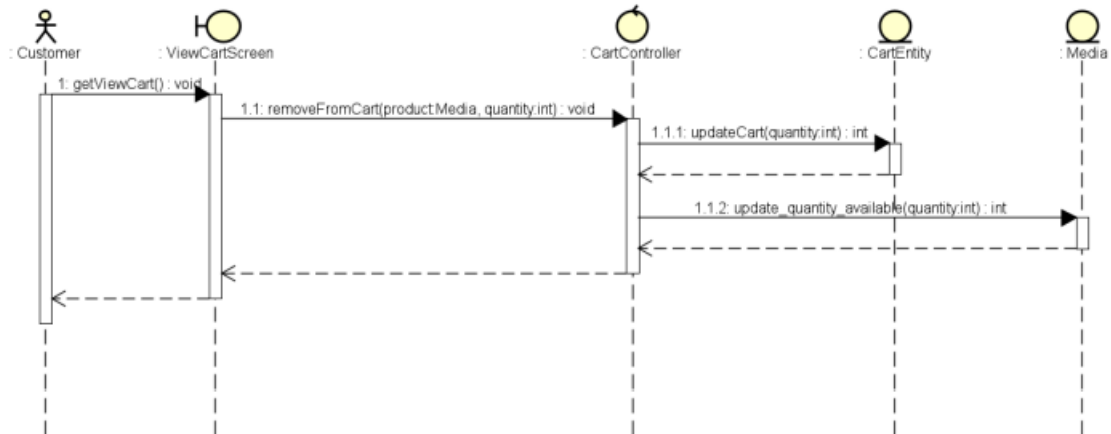 : Customer
: ViewCartScreen
: CartController
: CartEntity
: Media
1: getViewCart() : void
1.1: removeFromCart(product:Media, quantity:int) : void
1.1.1: updateCart(quantity:int) : int
1.1.2: update_quantity_available(quantity:int) : int